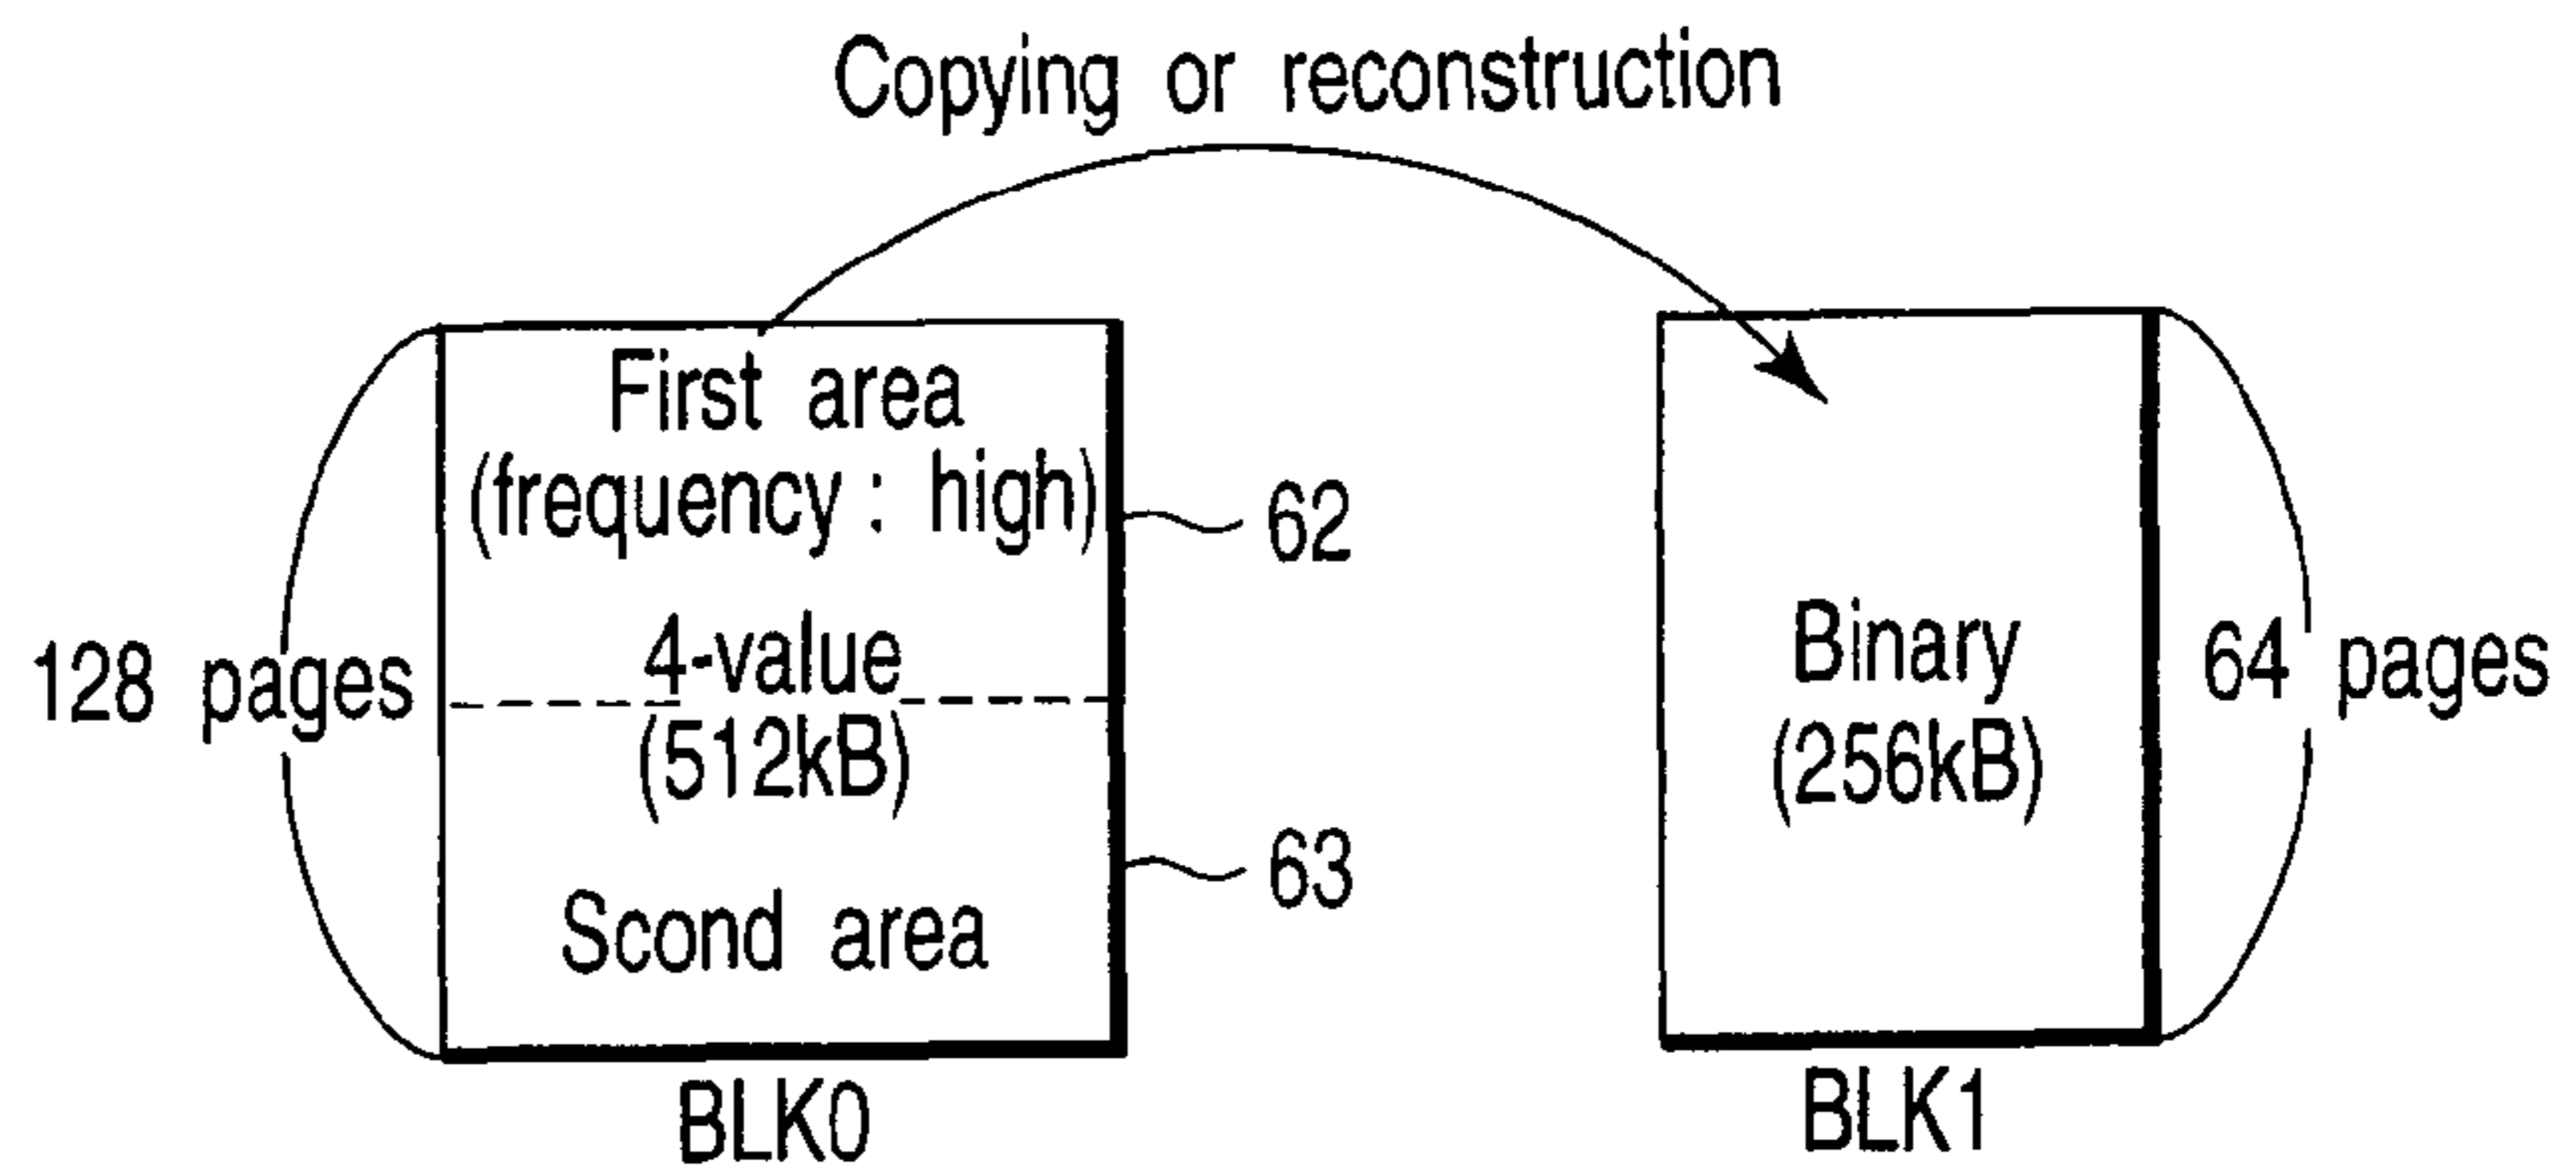 Copying or reconstruction
First area
(frequency : high)
62
4-value
128 pages
(512kB)
63
Scond area
BLK0
Binary
64 pages
(256kB)
BLK1